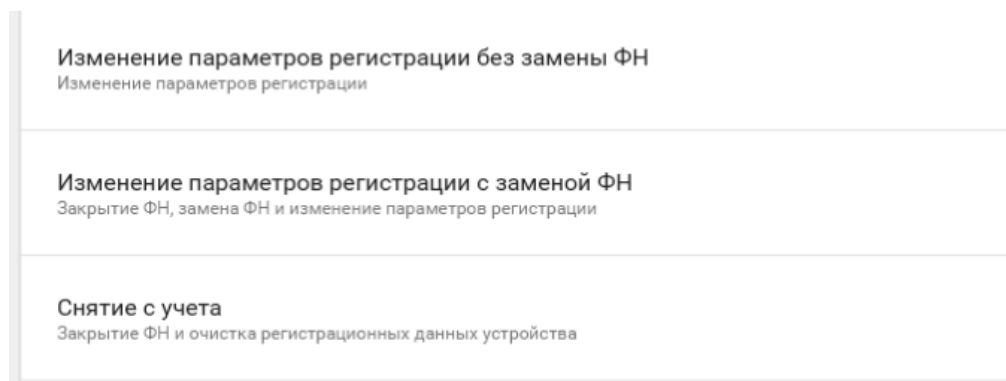 Изменение параметров регистрации без замены ФН
Изменение параметров регистрации
Изменение параметров регистрации с заменой ФН
Закрытие ФН, замена ФН и изменение параметров регистрации
Снятие с учета
Закрытие ФН и очистка регистрационных данных устройства